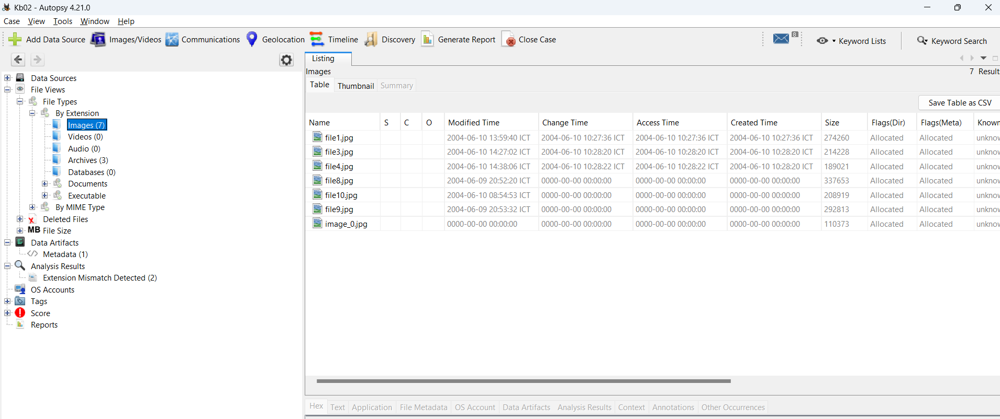 Kb02 - Autopsy 4.21.0
Case View Tools Window Help
Add Data Source Images/Videos Communications Geolocation Timeline Discovery Generate Report Close Case 8 Keyword Lists Keyword Search
Data Sources
File Views
File Types
By Extension
Images (7)
Videos (0)
Audio (0)
Archives (3)
Databases (0)
Documents
Executable
By MIME Type
Deleted Files
MB File Size
Data Artifacts
Metadata (1)
Analysis Results
Extension Mismatch Detected (2)
OS Accounts
Tags
Score
Reports
Listing
Images 7 Result
Table Thumbnail Summary
Save Table as CSV
Name S C O Modified Time Change Time Access Time Created Time Size Flags(Dir) Flags(Meta) Known
file1.jpg 2004-06-10 13:59:40 ICT 2004-06-10 10:27:36 ICT 2004-06-10 10:27:36 ICT 2004-06-10 10:27:36 ICT 274260 Allocated Allocated unknow
file3.jpg 2004-06-10 14:27:02 ICT 2004-06-10 10:28:20 ICT 2004-06-10 10:28:20 ICT 2004-06-10 10:28:20 ICT 214228 Allocated Allocated unknow
file4.jpg 2004-06-10 14:38:06 ICT 2004-06-10 10:28:22 ICT 2004-06-10 10:28:22 ICT 2004-06-10 10:28:20 ICT 189021 Allocated Allocated unknow
file8.jpg 2004-06-09 20:52:20 ICT 0000-00-00 00:00:00 0000-00-00 00:00:00 0000-00-00 00:00:00 337653 Allocated Allocated unknow
file10.jpg 2004-06-10 08:54:53 ICT 0000-00-00 00:00:00 0000-00-00 00:00:00 0000-00-00 00:00:00 208919 Allocated Allocated unknow
file9.jpg 2004-06-09 20:53:32 ICT 0000-00-00 00:00:00 0000-00-00 00:00:00 0000-00-00 00:00:00 292813 Allocated Allocated unknow
image_0.jpg 0000-00-00 00:00:00 0000-00-00 00:00:00 0000-00-00 00:00:00 0000-00-00 00:00:00 110373 Allocated Allocated unknow
Hex Text Application File Metadata OS Account Data Artifacts Analysis Results Context Annotations Other Occurrences